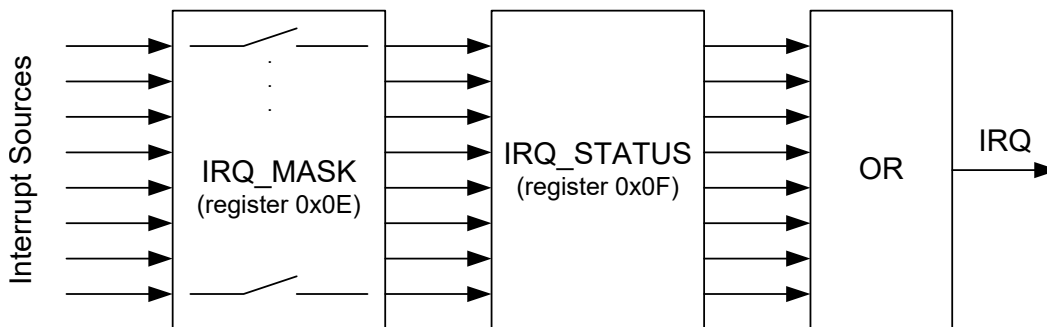 Interrupt Sources
IRQ_MASK
(register 0x0E)
IRQ_STATUS
(register 0x0F)
OR
IRQ